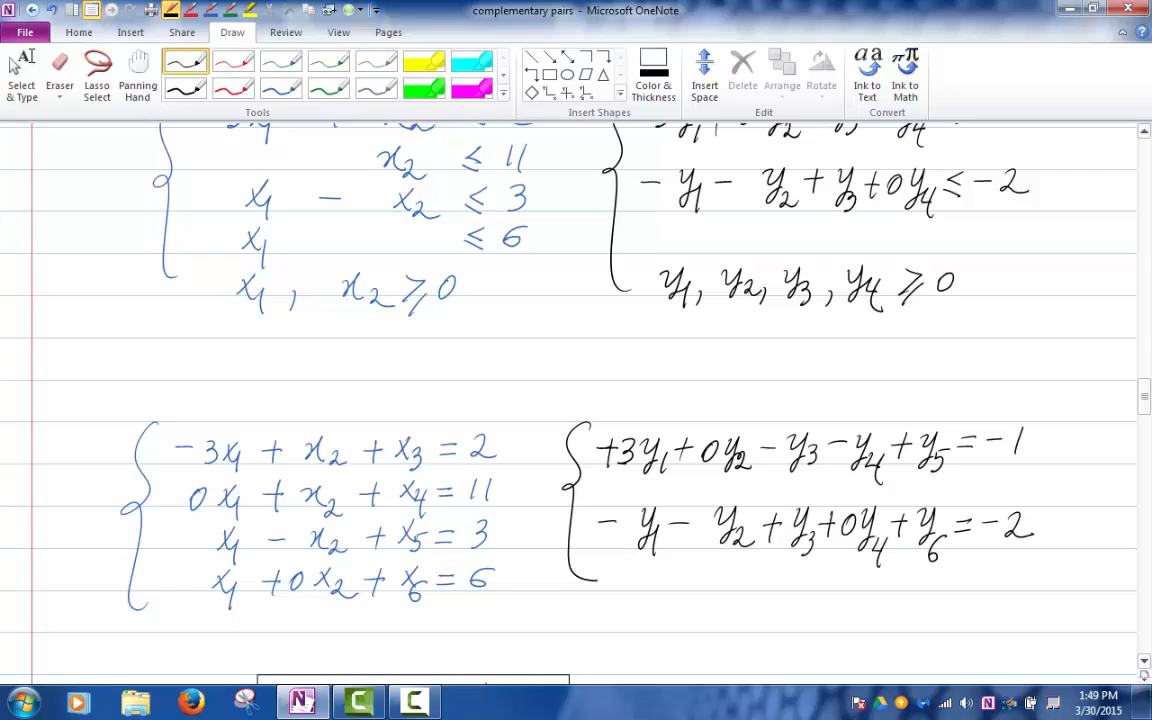 complementary pairs - Microsoft OneNote
File Home Insert Share Draw Review View Pages
Select & Type
Eraser
Lasso Select
Panning Hand
Color & Thickness
Insert Space
Delete
Arrange
Rotate
Ink to Text
Ink to Math
Tools
Insert Shapes
Edit
Convert
x₂ ≤ 11
x₁ - x₂ ≤ 3
x₁ ≤ 6
x₁, x₂ ≥ 0
- y₁ - y₂ + y₃ + 0y₄ ≤ -2
y₁, y₂, y₃, y₄ ≥ 0
-3x₁ + x₂ + x₃ = 2
0x₁ + x₂ + x₄ = 11
x₁ - x₂ + x₅ = 3
x₁ + 0x₂ + x₆ = 6
+3y₁ + 0y₂ - y₃ - y₄ + y₅ = -1
- y₁ - y₂ + y₃ + 0y₄ + y₆ = -2
1:49 PM
3/30/2015